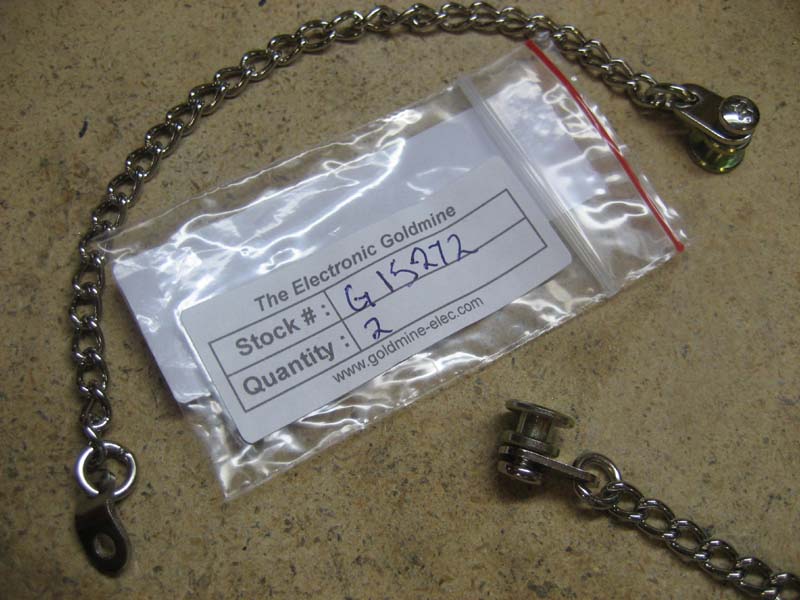 The Electronic Goldmine
Stock # : G15272
Quantity : 2
www.goldmine-elec.com